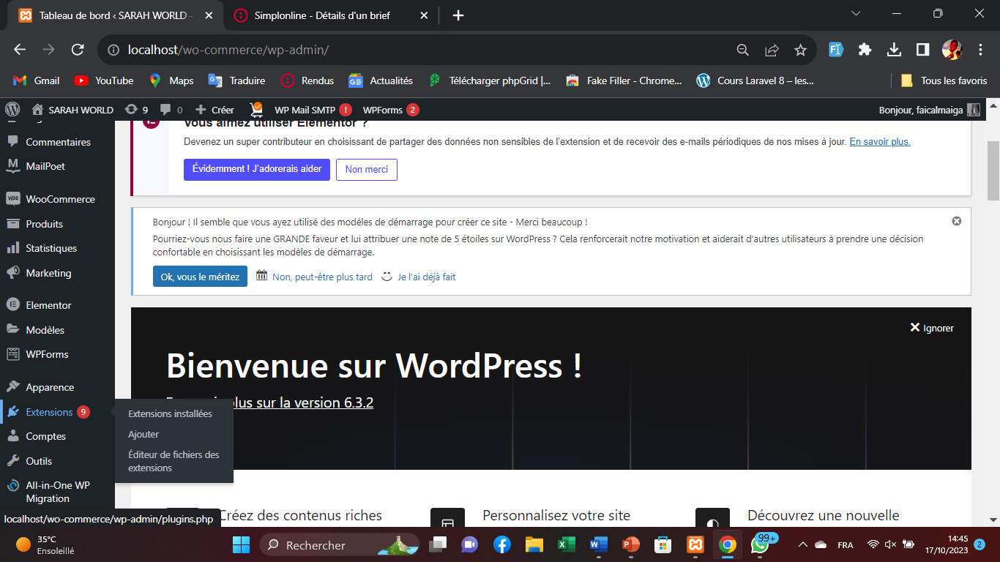 Tableau de bord ‹ SARAH WORLD –
Simplonline - Détails d'un brief
localhost/wo-commerce/wp-admin/
Gmail
YouTube
Maps
Traduire
Rendus
Actualités
Télécharger phpGrid |...
Fake Filler - Chrome...
Cours Laravel 8 – les...
Tous les favoris
SARAH WORLD
9
0
Créer
WP Mail SMTP !
WPForms 2
Bonjour, faicalmaiga
Vous aimez utiliser Elementor ?
Devenez un super contributeur en choisissant de partager des données non sensibles de l'extension et de recevoir des e-mails périodiques de nos mises à jour. En savoir plus.
Évidemment ! J'adorerais aider
Non merci
Bonjour ! Il semble que vous ayez utilisé des modèles de démarrage pour créer ce site - Merci beaucoup !
Pourriez-vous nous faire une GRANDE faveur et lui attribuer une note de 5 étoiles sur WordPress ? Cela renforcerait notre motivation et aiderait d'autres utilisateurs à prendre une décision
confortable en choisissant les modèles de démarrage.
Ok, vous le méritez
Non, peut-être plus tard
Je l'ai déjà fait
Ignorer
Bienvenue sur WordPress !
plus sur la version 6.3.2
Commentaires
MailPoet
WooCommerce
Produits
Statistiques
Marketing
Elementor
Modèles
WPForms
Apparence
Extensions 9
Comptes
Outils
All-in-One WP
Migration
Extensions installées
Ajouter
Éditeur de fichiers des
extensions
Créez des contenus riches
Personnalisez votre site
Découvrez une nouvelle
localhost/wo-commerce/wp-admin/plugins.php
35°C
Ensoleillé
Rechercher
99+
FRA
14:45
17/10/2023
2